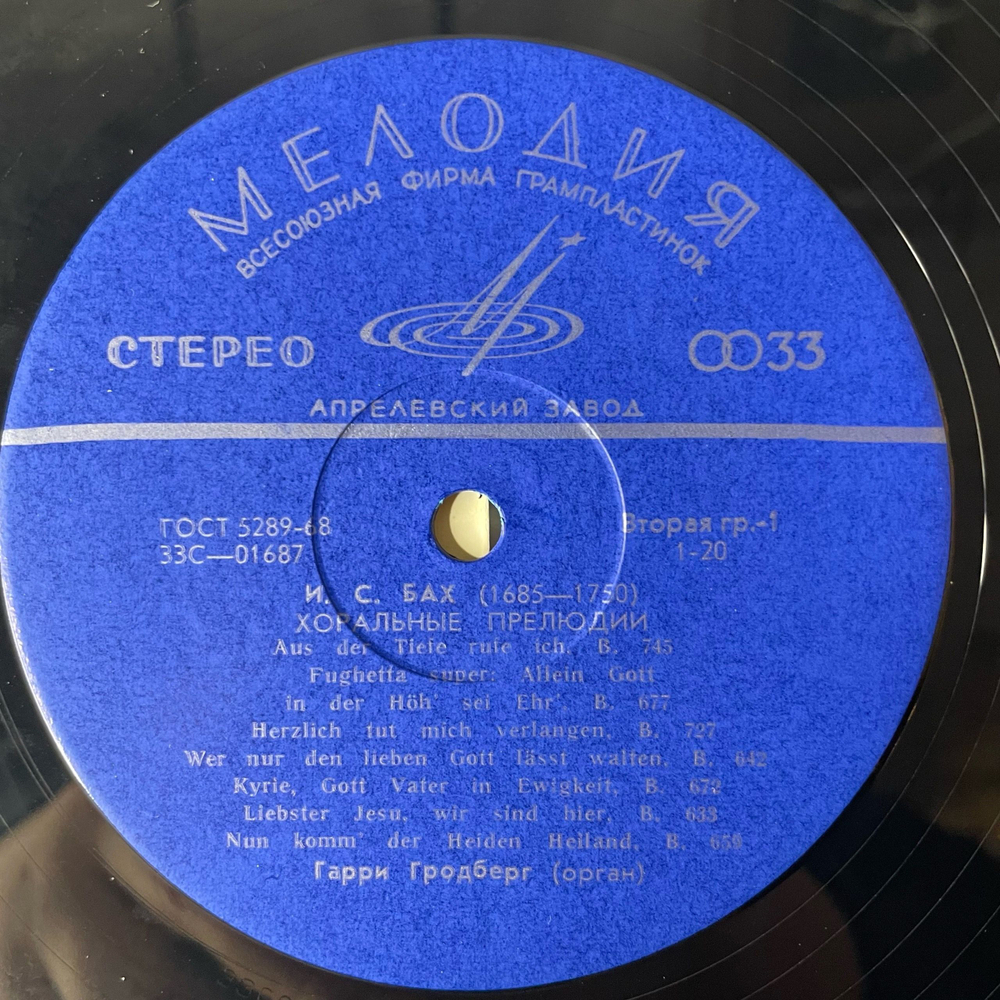 МЕЛОДИЯ
ВСЕСОЮЗНАЯ ФИРМА ГРАМПЛАСТИНОК
СТЕРЕО
33
АПРЕЛЕВСКИЙ ЗАВОД
ГОСТ 5289-68
Вторая гр.-1
33С—01687
1-20
И. С. БАХ (1685—1750)
ХОРАЛЬНЫЕ ПРЕЛЮДИИ
Aus der Tiefe rufe ich, B. 745
Fughetta super: Allein Gott
in der Höh' sei Ehr', B. 677
Herzlich tut mich verlangen, B. 727
Wer nur den lieben Gott lässt walten, B. 642
Kyrie, Gott Vater in Ewigkeit, B. 672
Liebster Jesu, wir sind hier, B. 633
Nun komm' der Heiden Heiland, B. 659
Гарри Гродберг (орган)